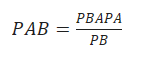 PAB = PBAPA / PB